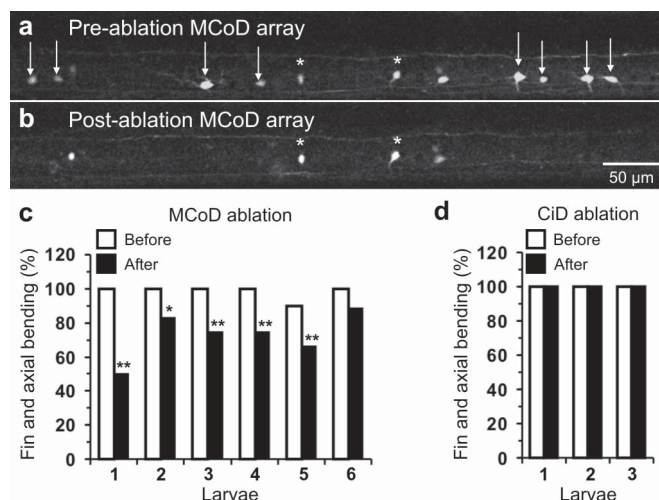 a Pre-ablation MCoD array
* *
b Post-ablation MCoD array
* *
50 µm
c MCoD ablation
Before
After
Fin and axial bending (%)
120
100
80
60
40
20
0
** * ** ** **
1 2 3 4 5 6
Larvae
d CiD ablation
Before
After
Fin and axial bending (%)
120
100
80
60
40
20
0
1 2 3
Larvae